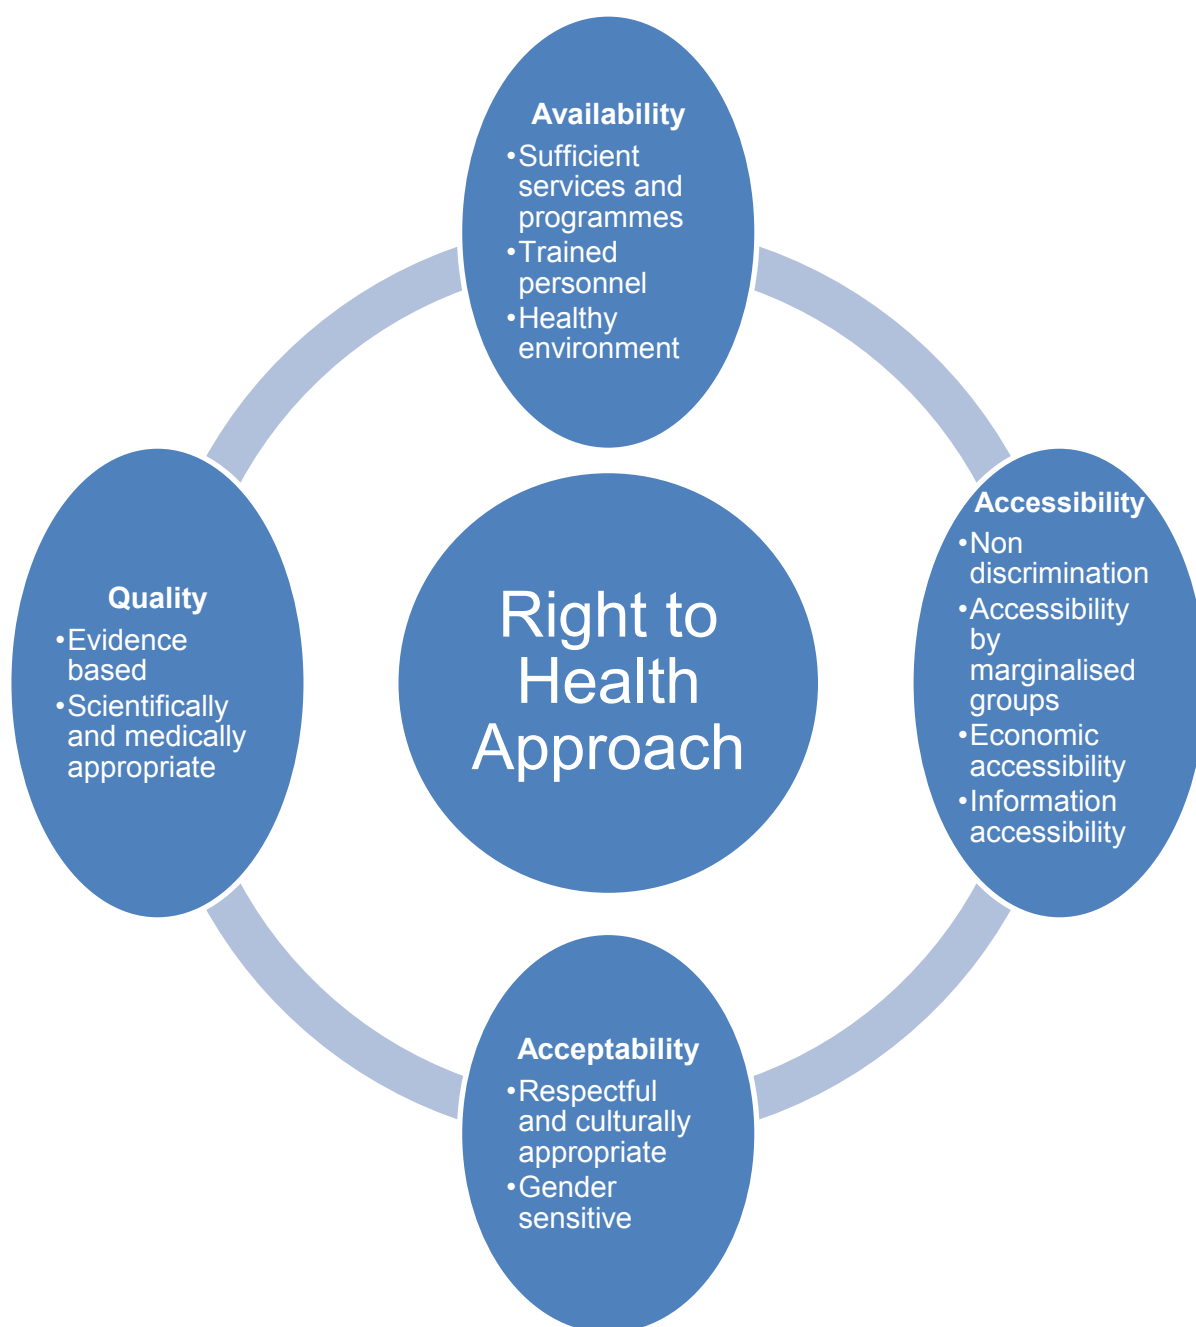 Availability
•Sufficient
services and
programmes
•Trained
personnel
•Healthy
environment
Accessibility
•Non
discrimination
•Accessibility
by
marginalised
groups
•Economic
accessibility
•Information
accessibility
Quality
•Evidence
based
•Scientifically
and medically
appropriate
Right to
Health
Approach
Acceptability
•Respectful
and culturally
appropriate
•Gender
sensitive